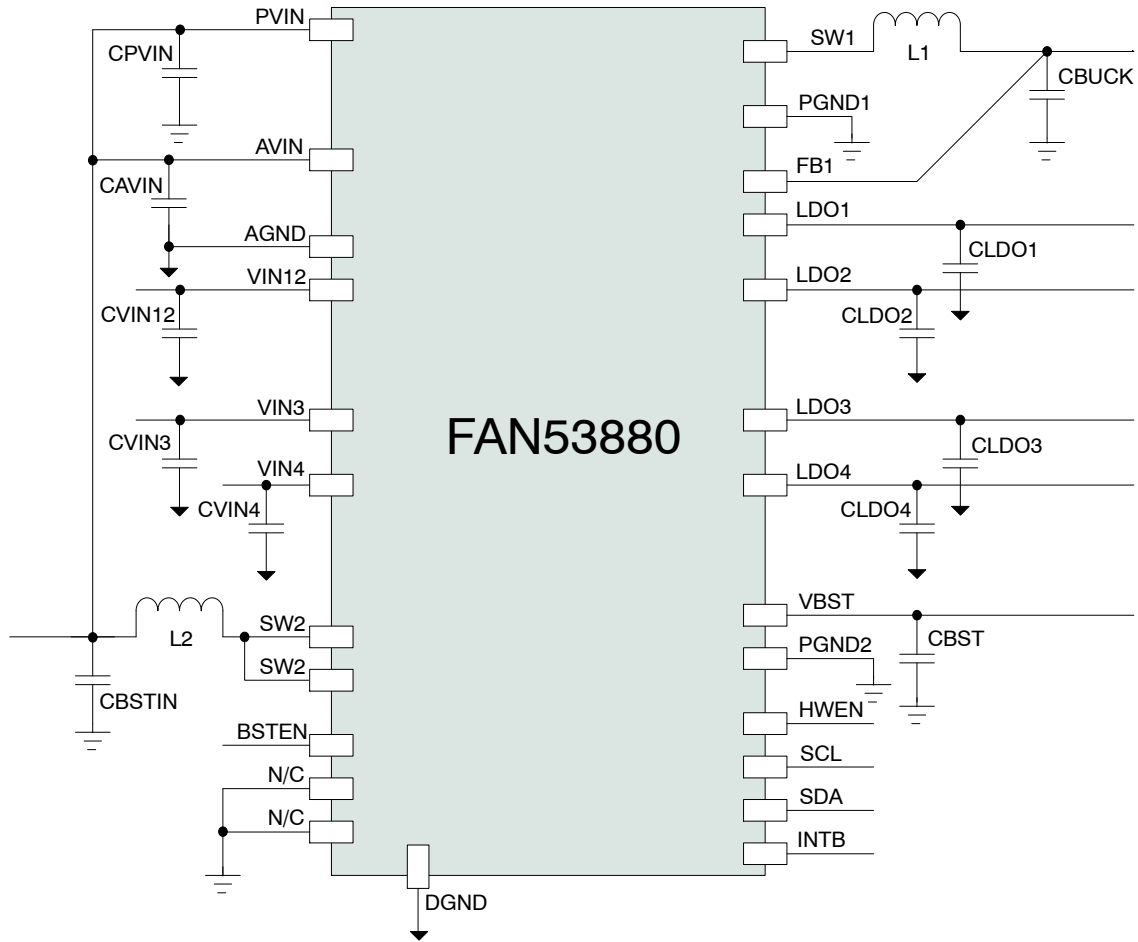 PVIN
CPVIN
AVIN
CAVIN
AGND
VIN12
CVIN12
VIN3
CVIN3
VIN4
CVIN4
L2
SW2
SW2
CBSTIN
BSTEN
N/C
N/C
DGND
FAN53880
SW1
L1
CBUCK
PGND1
FB1
LDO1
CLDO1
LDO2
CLDO2
LDO3
CLDO3
LDO4
CLDO4
VBST
CBST
PGND2
HWEN
SCL
SDA
INTB